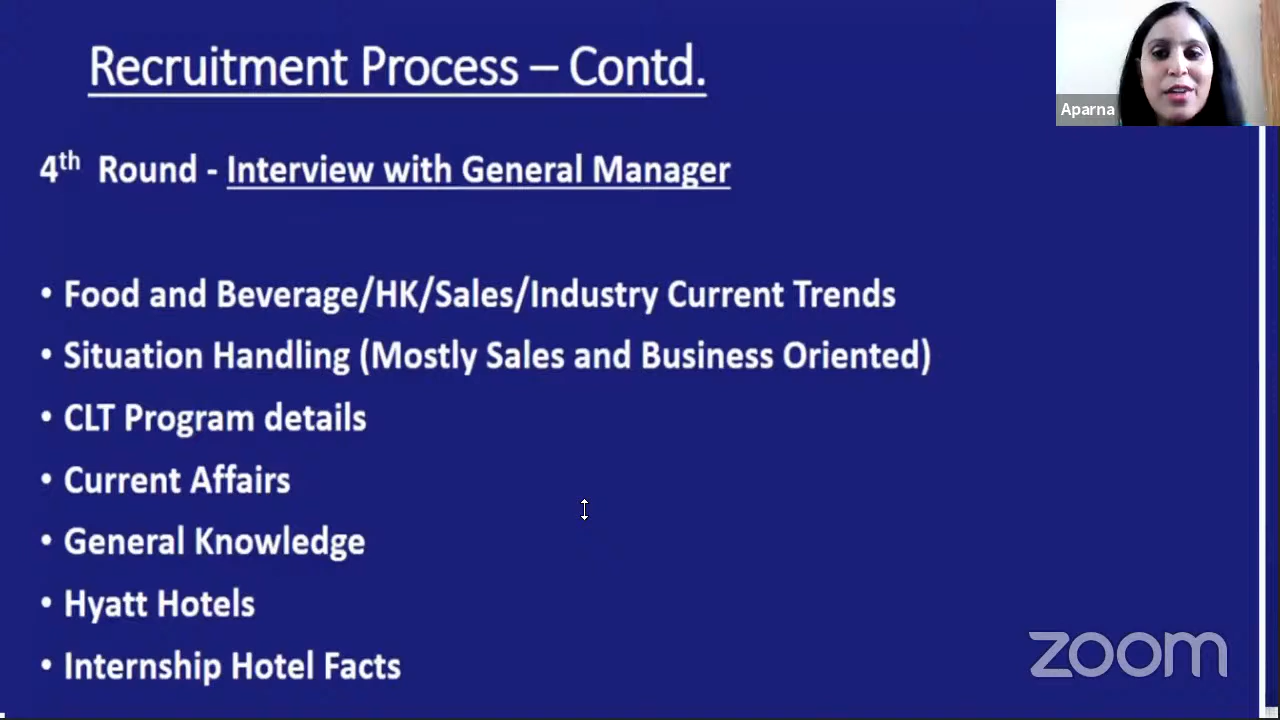 Recruitment Process – Contd.
Aparna
4th Round - Interview with General Manager
• Food and Beverage/HK/Sales/Industry Current Trends
• Situation Handling (Mostly Sales and Business Oriented)
• CLT Program details
• Current Affairs
• General Knowledge
• Hyatt Hotels
• Internship Hotel Facts
zoom